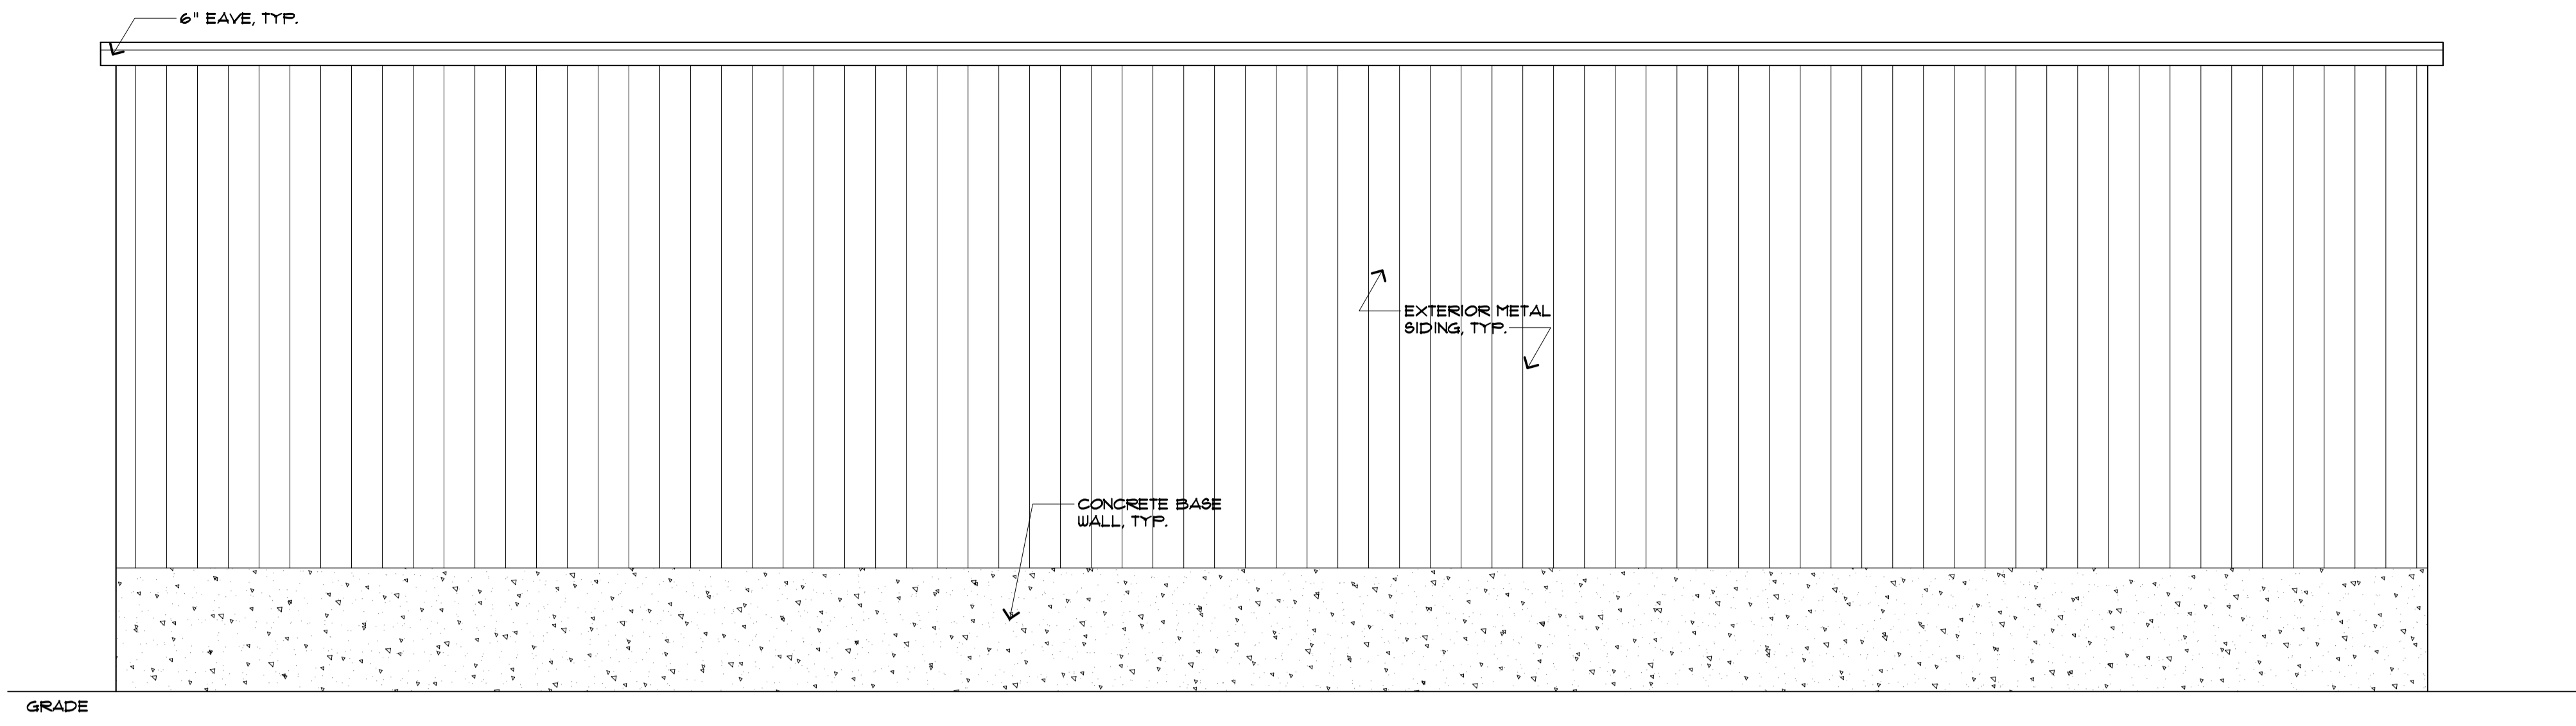 6" EAVE, TYP.
EXTERIOR METAL
SIDING, TYP.
CONCRETE BASE
WALL, TYP.
GRADE